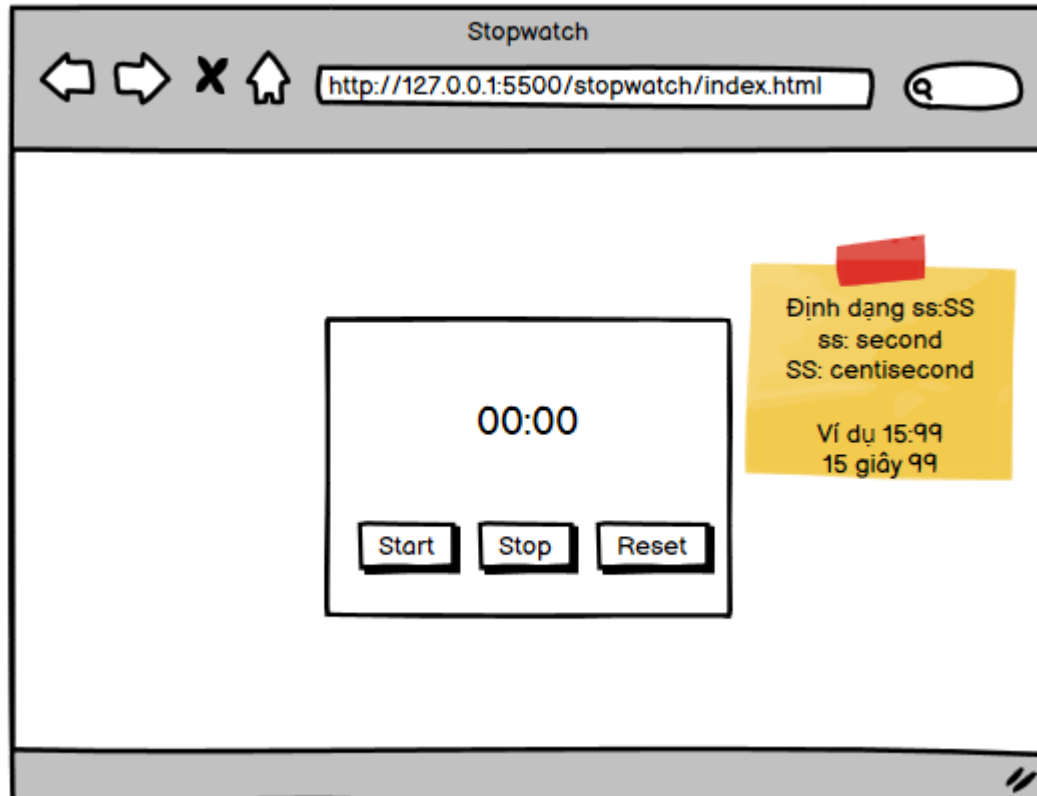 Stopwatch
http://127.0.0.1:5500/stopwatch/index.html
Định dạng ss:SS
ss: second
SS: centisecond
Ví dụ 15:99
15 giây 99
00:00
Start
Stop
Reset